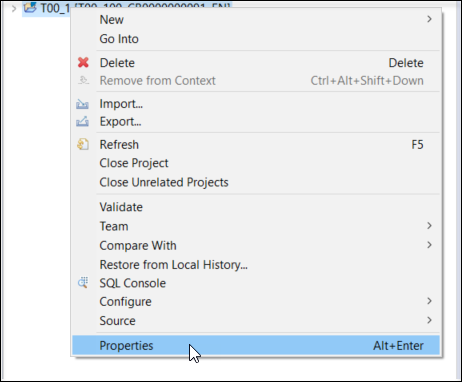 T00_1 [T00_100_CB9980000001_EN]
New
Go Into
Delete Delete
Remove from Context Ctrl+Alt+Shift+Down
Import...
Export...
Refresh F5
Close Project
Close Unrelated Projects
Validate
Team
Compare With
Restore from Local History...
SQL Console
Configure
Source
Properties Alt+Enter